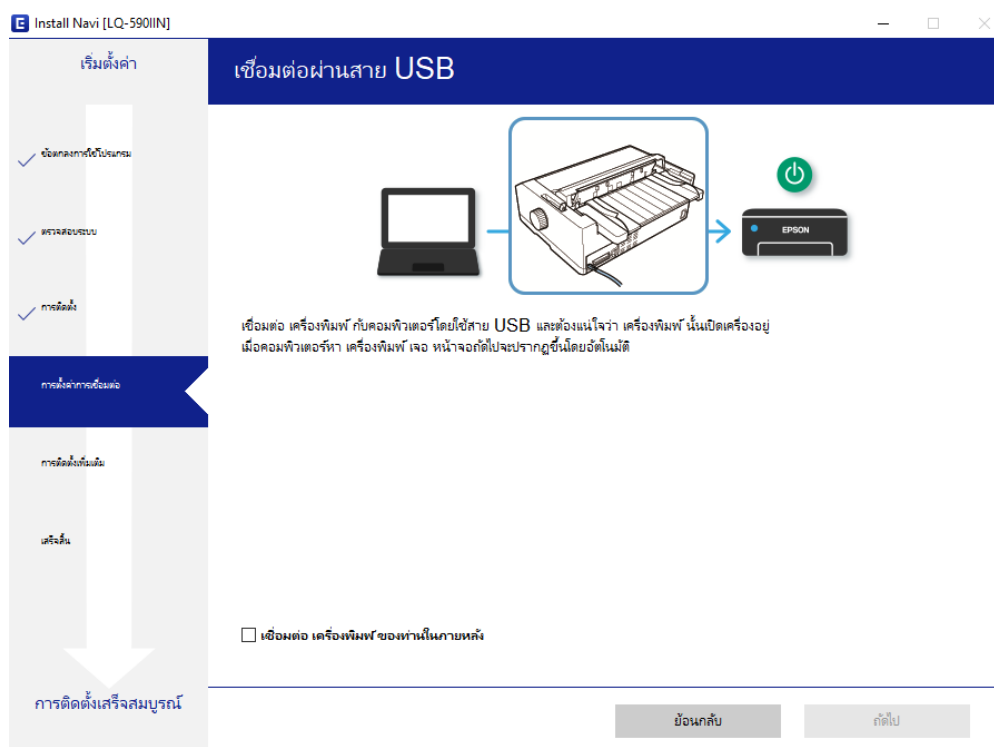 Install Navi [LQ-590IIN]
เริ่มตั้งค่า
เชื่อมต่อผ่านสาย USB
ข้อตกลงการใช้โปรแกรม
ตรวจสอบระบบ
การติดตั้ง
การตั้งค่าการเชื่อมต่อ
การติดตั้งเพิ่มเติม
เสร็จสิ้น
การติดตั้งเสร็จสมบูรณ์
EPSON
เชื่อมต่อ เครื่องพิมพ์ กับคอมพิวเตอร์โดยใช้สาย USB และต้องแน่ใจว่า เครื่องพิมพ์ นั้นเปิดเครื่องอยู่
เมื่อคอมพิวเตอร์หา เครื่องพิมพ์ เจอ หน้าจอถัดไปจะปรากฏขึ้นโดยอัตโนมัติ
เชื่อมต่อ เครื่องพิมพ์ ของท่านในภายหลัง
ย้อนกลับ
ถัดไป